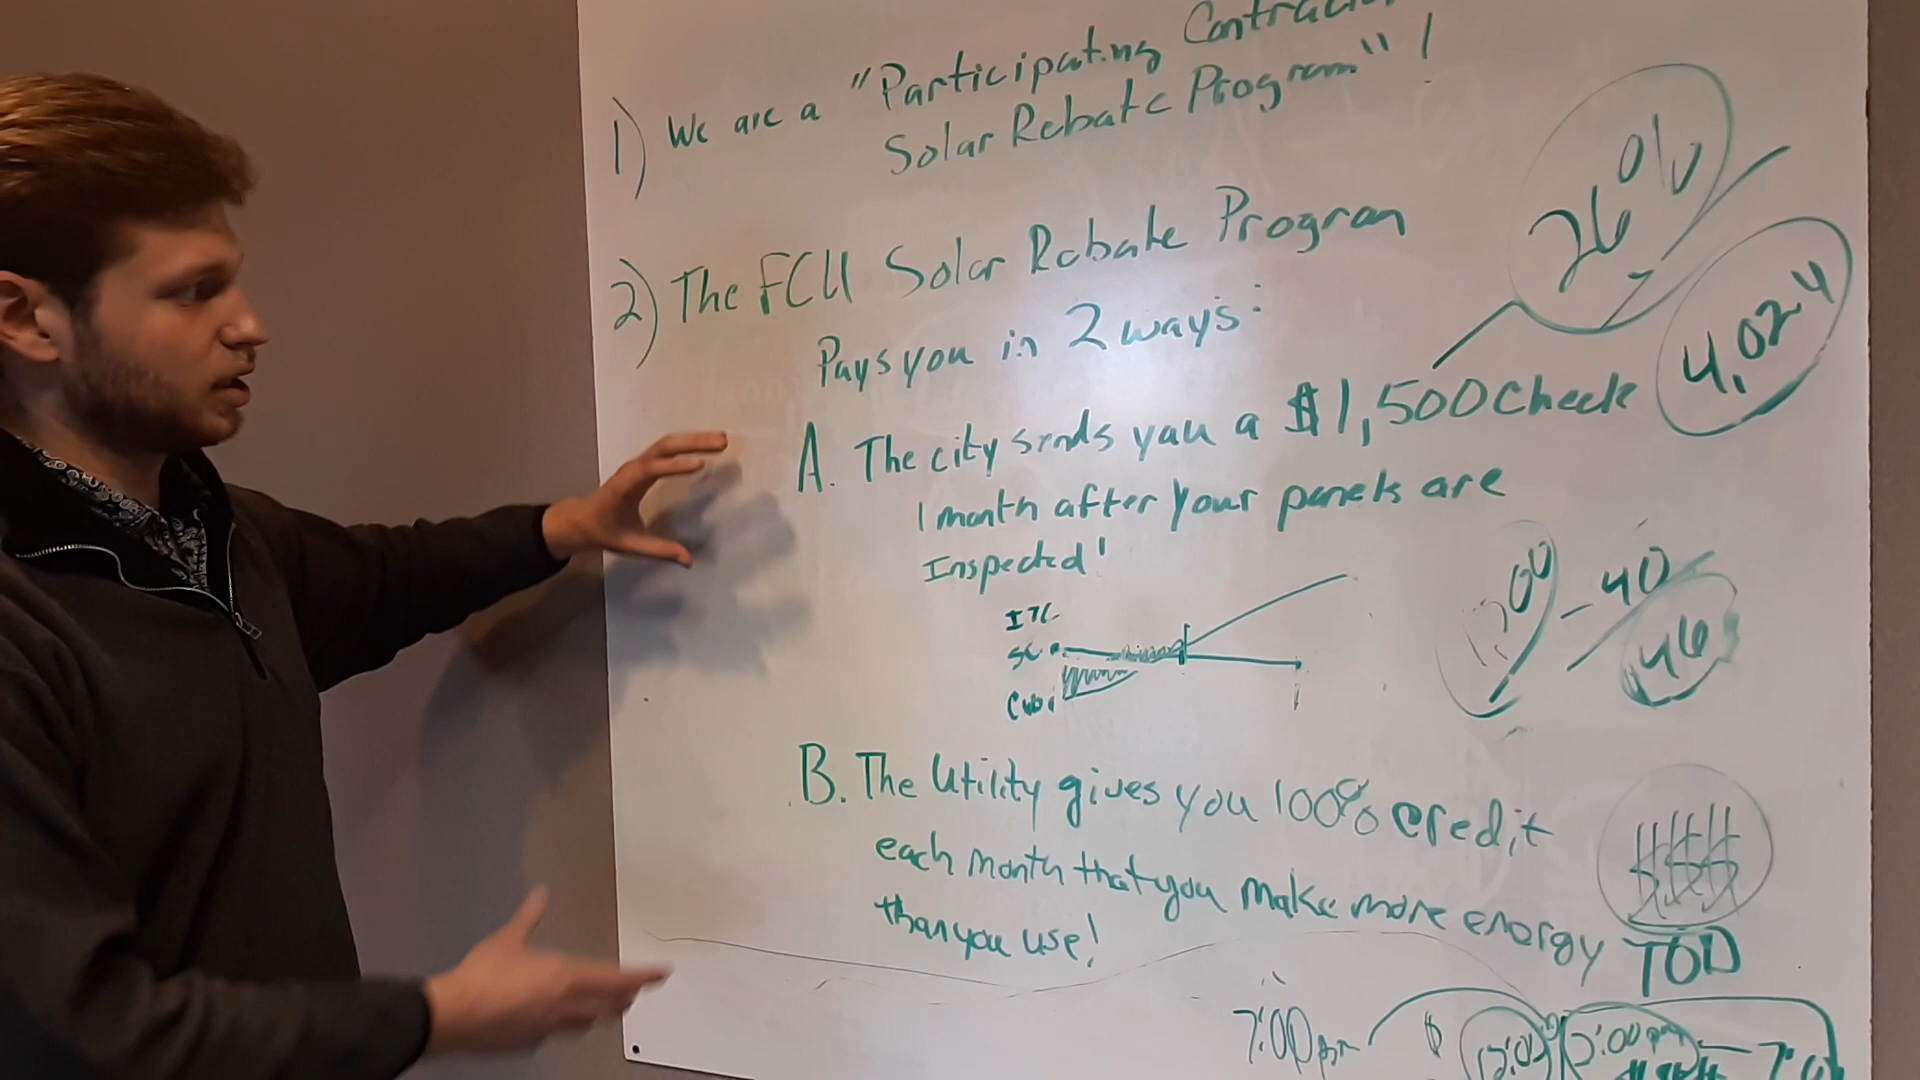 1) We are a "Participating
Solar Rebate Program"!
26%
2) The FCU Solar Rebate Program
4,024
Pays you in 2 ways:
A. The city sends you a $1,500 Check
1 month after your panels are
Inspected!
- 40
46
B. The Utility gives you 100% credit
each month that you make more energy
than you use!
TOD
7:00pm
$